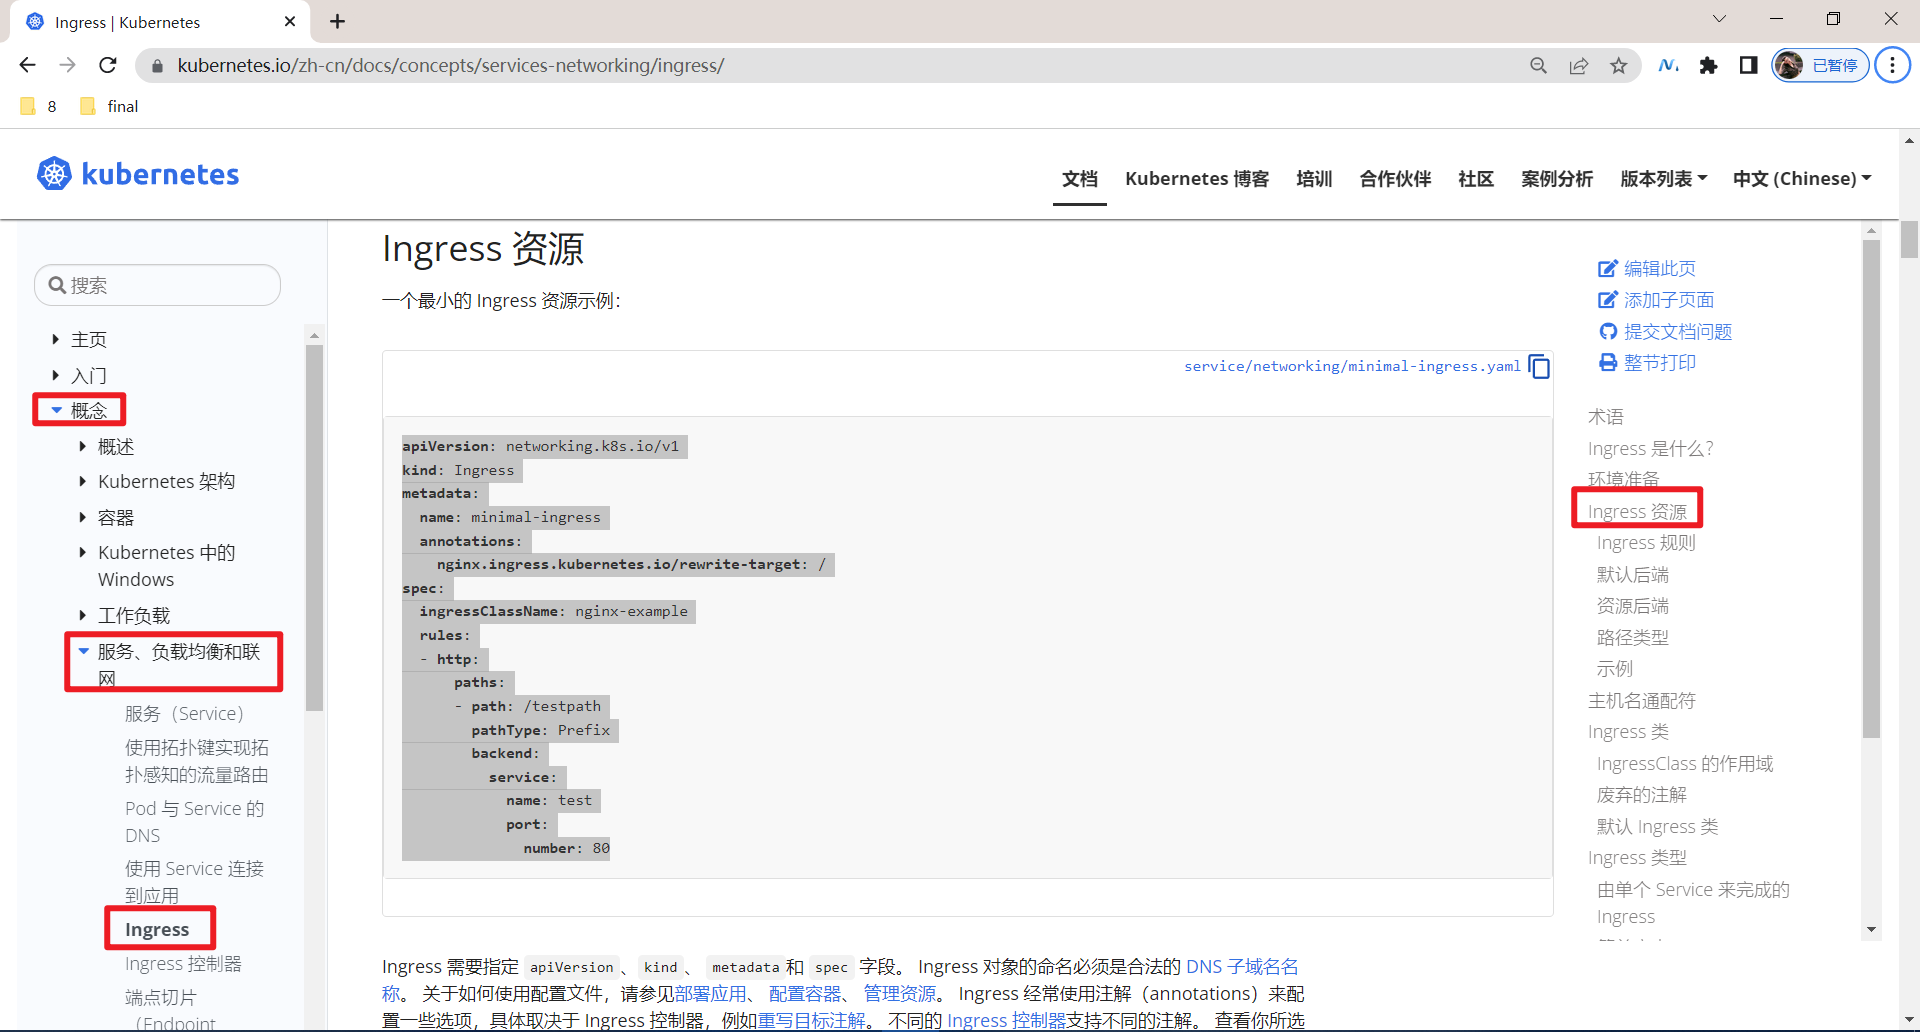 Ingress | Kubernetes
kubernetes.io/zh-cn/docs/concepts/services-networking/ingress/
已暂停
8
final
kubernetes
文档
Kubernetes 博客
培训
合作伙伴
社区
案例分析
版本列表
中文 (Chinese)
搜索
主页
入门
概念
概述
Kubernetes 架构
容器
Kubernetes 中的
Windows
工作负载
服务、负载均衡和联
网
服务（Service）
使用拓扑键实现拓
扑感知的流量路由
Pod 与 Service 的
DNS
使用 Service 连接
到应用
Ingress
Ingress 控制器
端点切片
（Endpoint
Ingress 资源
一个最小的 Ingress 资源示例：
service/networking/minimal-ingress.yaml
apiVersion: networking.k8s.io/v1
kind: Ingress
metadata:
  name: minimal-ingress
  annotations:
    nginx.ingress.kubernetes.io/rewrite-target: /
spec:
  ingressClassName: nginx-example
  rules:
  - http:
      paths:
      - path: /testpath
        pathType: Prefix
        backend:
          service:
            name: test
            port:
              number: 80
Ingress 需要指定 apiVersion、kind、 metadata和 spec 字段。 Ingress 对象的命名必须是合法的 DNS 子域名名
称。 关于如何使用配置文件，请参见部署应用、 配置容器、 管理资源。 Ingress 经常使用注解（annotations）来配
置一些选项，具体取决于 Ingress 控制器，例如重写目标注解。 不同的 Ingress 控制器支持不同的注解。 查看你所选
编辑此页
添加子页面
提交文档问题
整节打印
术语
Ingress 是什么？
环境准备
Ingress 资源
Ingress 规则
默认后端
资源后端
路径类型
示例
主机名通配符
Ingress 类
IngressClass 的作用域
废弃的注解
默认 Ingress 类
Ingress 类型
由单个 Service 来完成的
Ingress